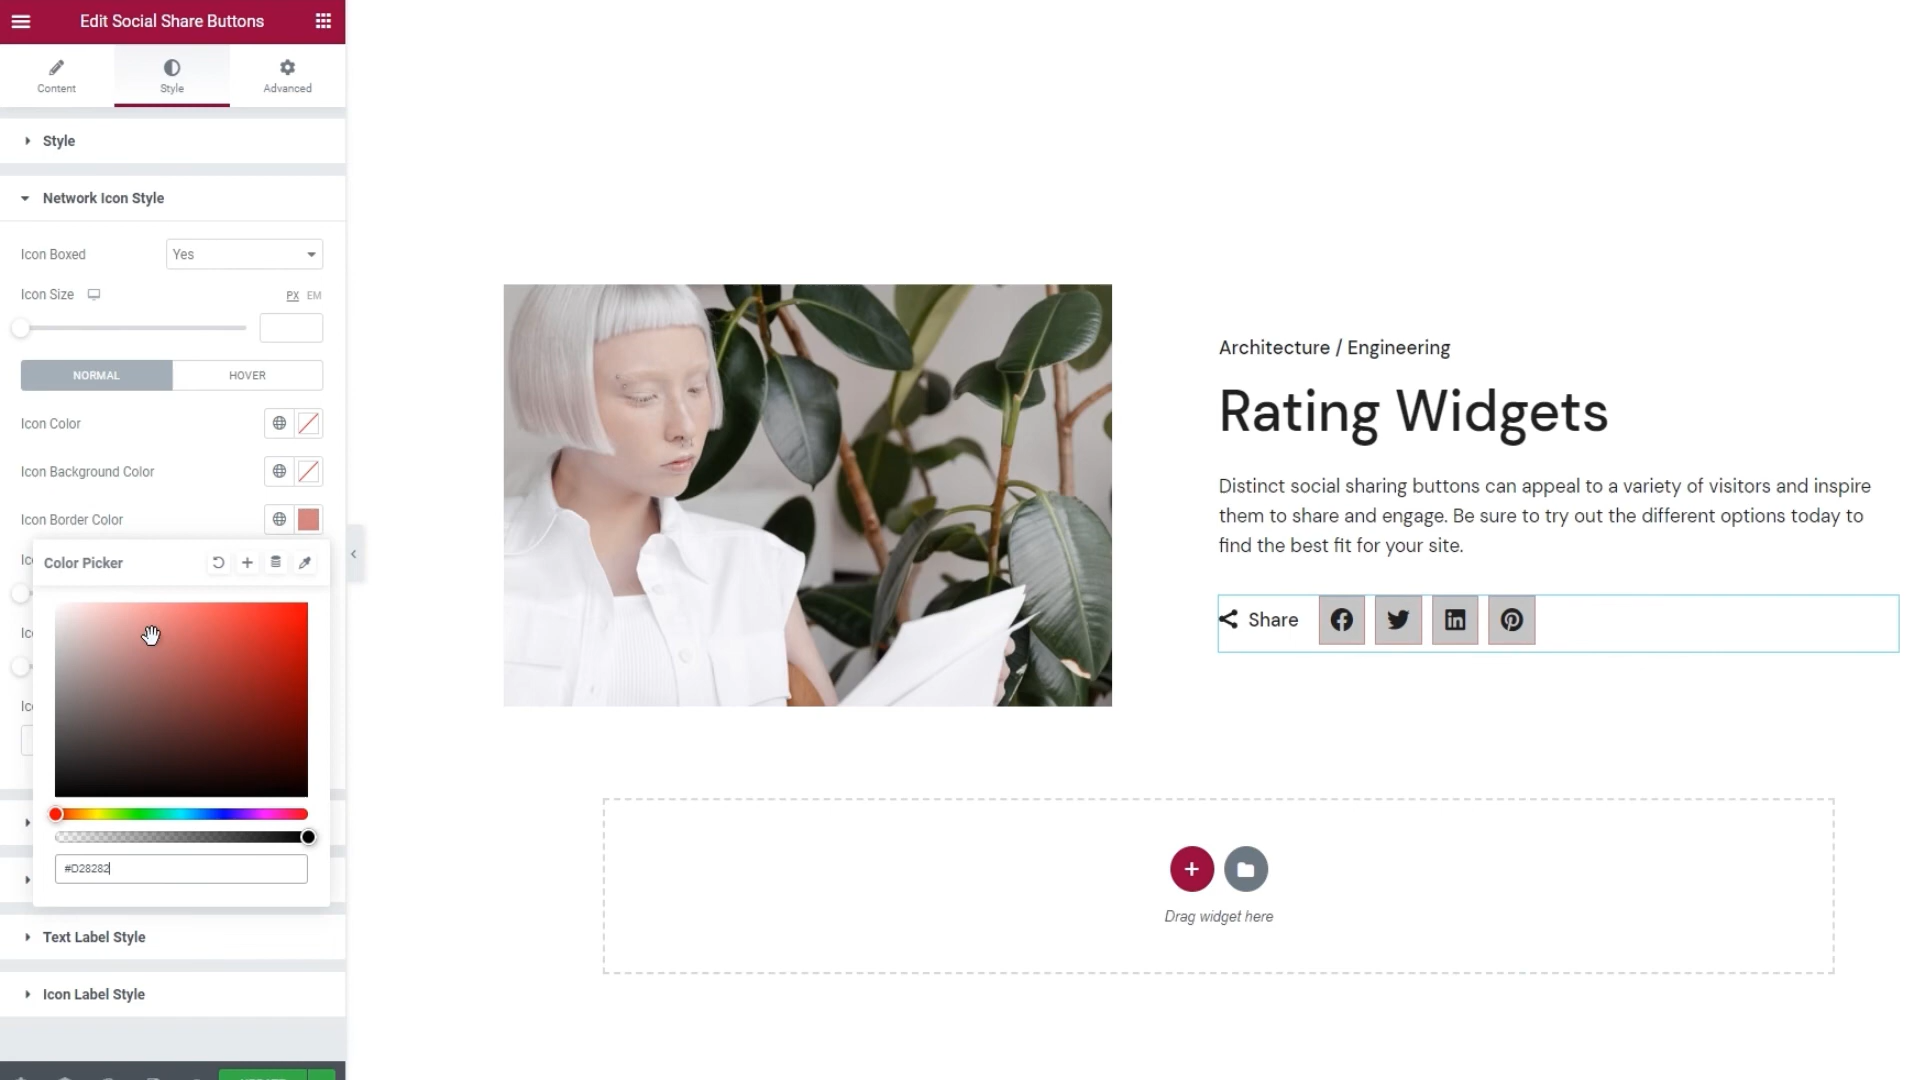 Edit Social Share Buttons
Content
Style
Advanced
Style
Network Icon Style
Icon Boxed
Yes
Icon Size
PX EM
NORMAL
HOVER
Icon Color
Icon Background Color
Icon Border Color
Color Picker
#D28282
Text Label Style
Icon Label Style
Architecture / Engineering
Rating Widgets
Distinct social sharing buttons can appeal to a variety of visitors and inspire
them to share and engage. Be sure to try out the different options today to
find the best fit for your site.
Share
Drag widget here